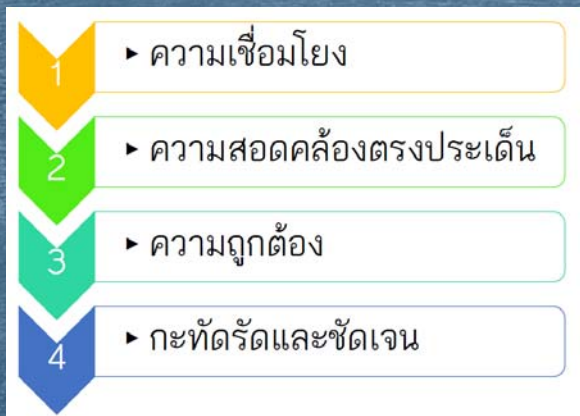 1
▸ ความเชื่อมโยง
2
▸ ความสอดคล้องตรงประเด็น
3
▸ ความถูกต้อง
4
▸ กะทัดรัดและชัดเจน